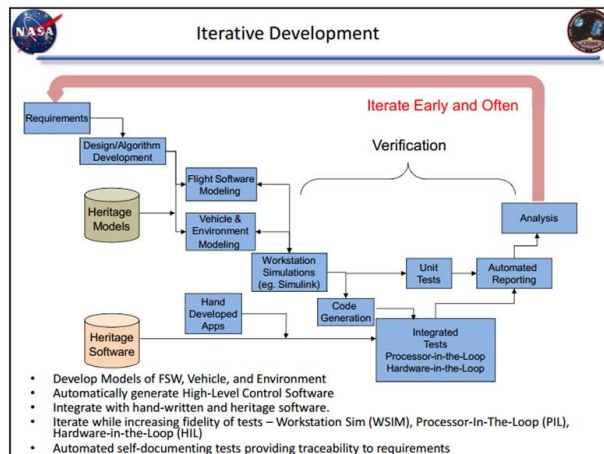 NASA
Iterative Development
Iterate Early and Often
Requirements
Design/Algorithm
Development
Verification
Flight Software
Modeling
Heritage
Models
Vehicle &
Environment
Modeling
Analysis
Workstation
Simulations
(eg. Simulink)
Unit
Tests
Automated
Reporting
Hand
Developed
Apps
Code
Generation
Heritage
Software
Integrated
Tests
Processor-in-the-Loop
Hardware-in-the-Loop
• Develop Models of FSW, Vehicle, and Environment
• Automatically generate High-Level Control Software
• Integrate with hand-written and heritage software.
• Iterate while increasing fidelity of tests – Workstation Sim (WSIM), Processor-In-The-Loop (PIL),
Hardware-in-the-Loop (HIL)
• Automated self-documenting tests providing traceability to requirements